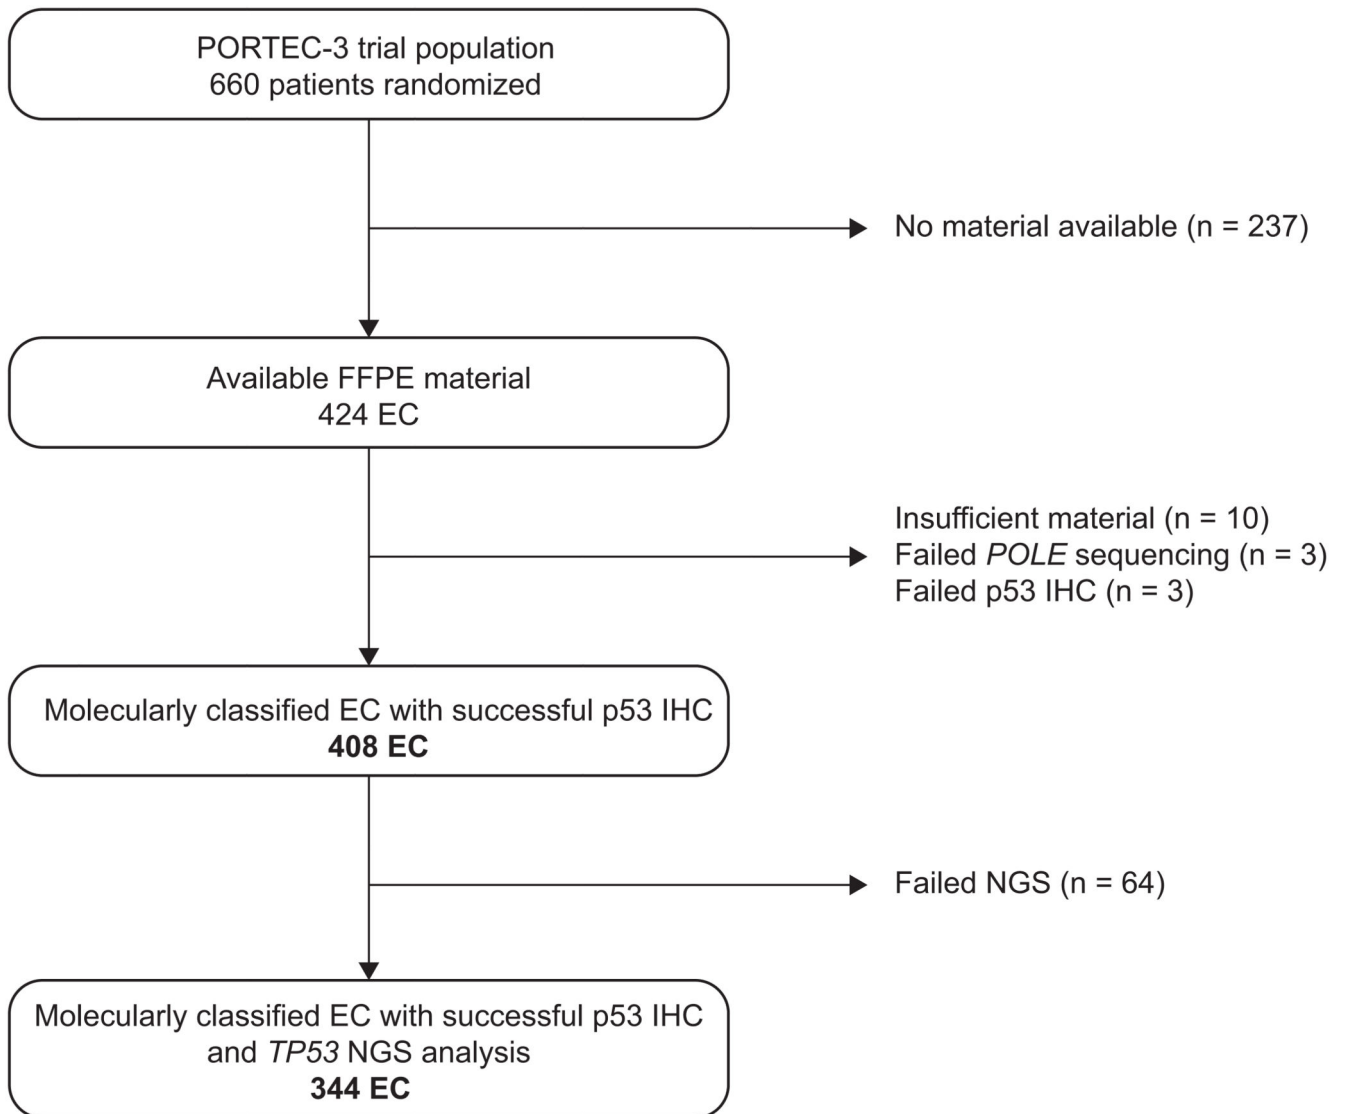 PORTEC-3 trial population
660 patients randomized
No material available (n = 237)
Available FFPE material
424 EC
Insufficient material (n = 10)
Failed POLE sequencing (n = 3)
Failed p53 IHC (n = 3)
Molecularly classified EC with successful p53 IHC
408 EC
Failed NGS (n = 64)
Molecularly classified EC with successful p53 IHC
and TP53 NGS analysis
344 EC